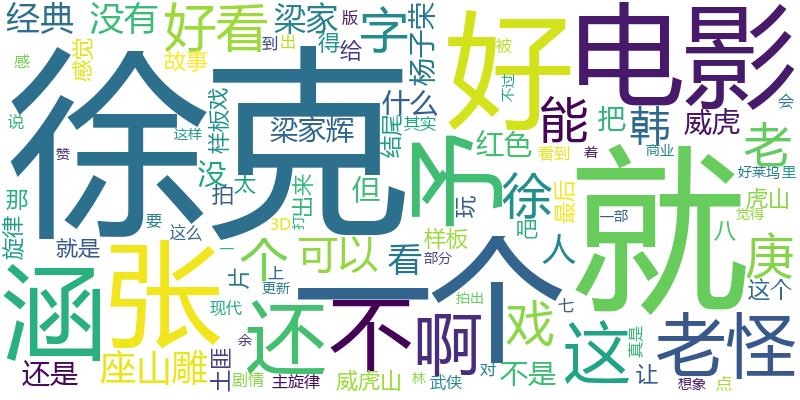 经典
没有
好看
梁家
版
杨子荣
到
出
得
给
字
好
被
电影
感
感觉
故事
样板戏
什么
不过
能
会
徐克
说
这样
梁家辉
结尾
其实
把
韩
威虎
老
赞
没
太
红色
看到
着
商业
好莱坞
里
拍
但
子
徐
最后
就
虎山
那
旋律
要
3D
打
出来
玩
一部
觉得
就是
这么
吧
八
涵
张
个
可以
看
样板
人
庚
一
一个
部分
这个
片
上
更新
现代
还
不
啊
拍出
戏
七
这
真是
老怪
余
还是
座山雕
土匪
剧情
主旋律
威虎山
林
武侠
对
不是
让
想象
点